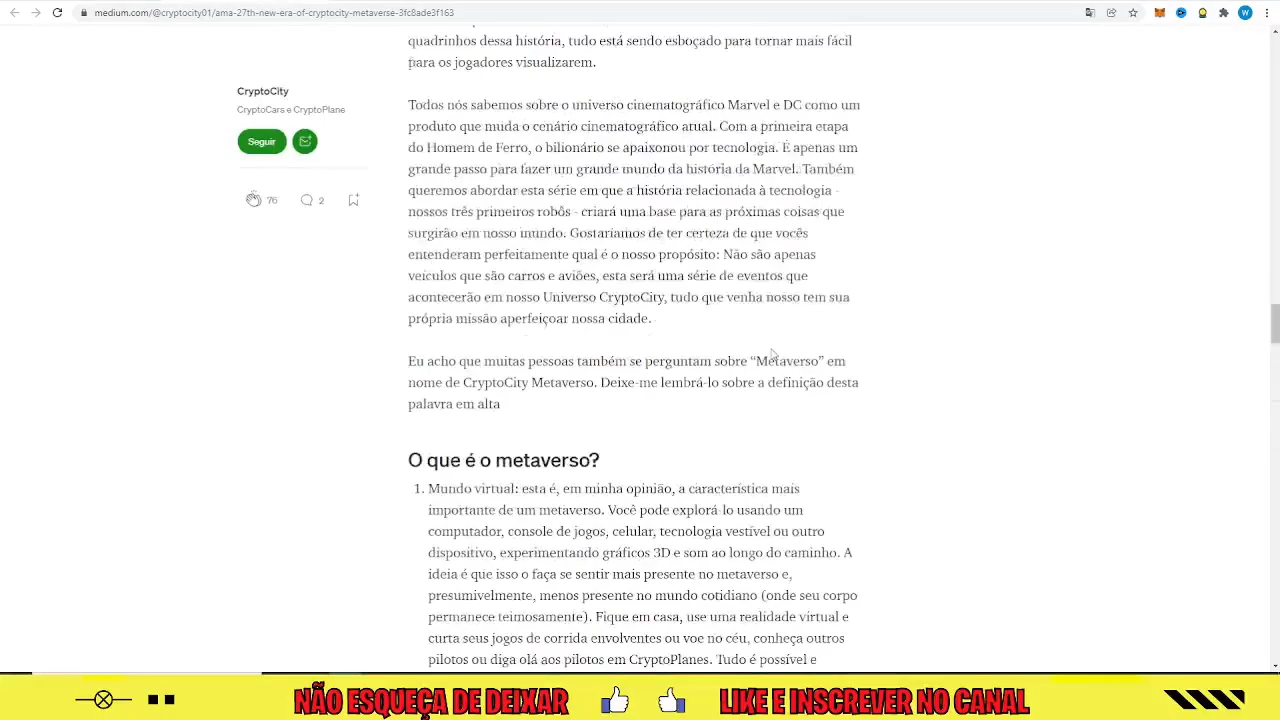 medium.com/@cryptocity01/ama-27th-new-era-of-cryptocity-metaverse-3fc8ade3f163
W
quadrinhos dessa história, tudo está sendo esboçado para tornar mais fácil
para os jogadores visualizarem.
CryptoCity
CryptoCars e CryptoPlane
Seguir
76
2
Todos nós sabemos sobre o universo cinematográfico Marvel e DC como um
produto que muda o cenário cinematográfico atual. Com a primeira etapa
do Homem de Ferro, o bilionário se apaixonou por tecnologia. É apenas um
grande passo para fazer um grande mundo da história da Marvel. Também
queremos abordar esta série em que a história relacionada à tecnologia -
nossos três primeiros robôs - criará uma base para as próximas coisas que
surgirão em nosso mundo. Gostaríamos de ter certeza de que vocês
entenderam perfeitamente qual é o nosso propósito: Não são apenas
veículos que são carros e aviões, esta será uma série de eventos que
acontecerão em nosso Universo CryptoCity, tudo que venha nosso tem sua
própria missão aperfeiçoar nossa cidade.
Eu acho que muitas pessoas também se perguntam sobre “Metaverso” em
nome de CryptoCity Metaverso. Deixe-me lembrá-lo sobre a definição desta
palavra em alta
O que é o metaverso?
1. Mundo virtual: esta é, em minha opinião, a característica mais
importante de um metaverso. Você pode explorá-lo usando um
computador, console de jogos, celular, tecnologia vestível ou outro
dispositivo, experimentando gráficos 3D e som ao longo do caminho. A
ideia é que isso o faça se sentir mais presente no metaverso e,
presumivelmente, menos presente no mundo cotidiano (onde seu corpo
permanece teimosamente). Fique em casa, use uma realidade virtual e
curta seus jogos de corrida envolventes ou voe no céu, conheça outros
pilotos ou diga olá aos pilotos em CryptoPlanes. Tudo é possível e
NÃO ESQUEÇA DE DEIXAR LIKE E INSCREVER NO CANAL